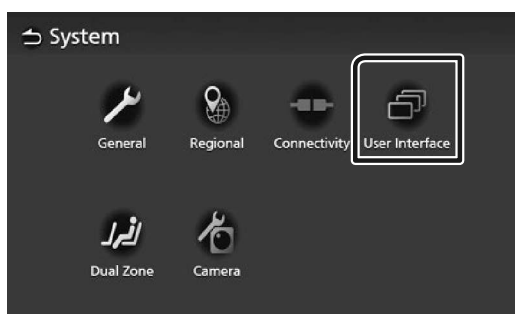 System
General
Regional
Connectivity
User Interface
Dual Zone
Camera